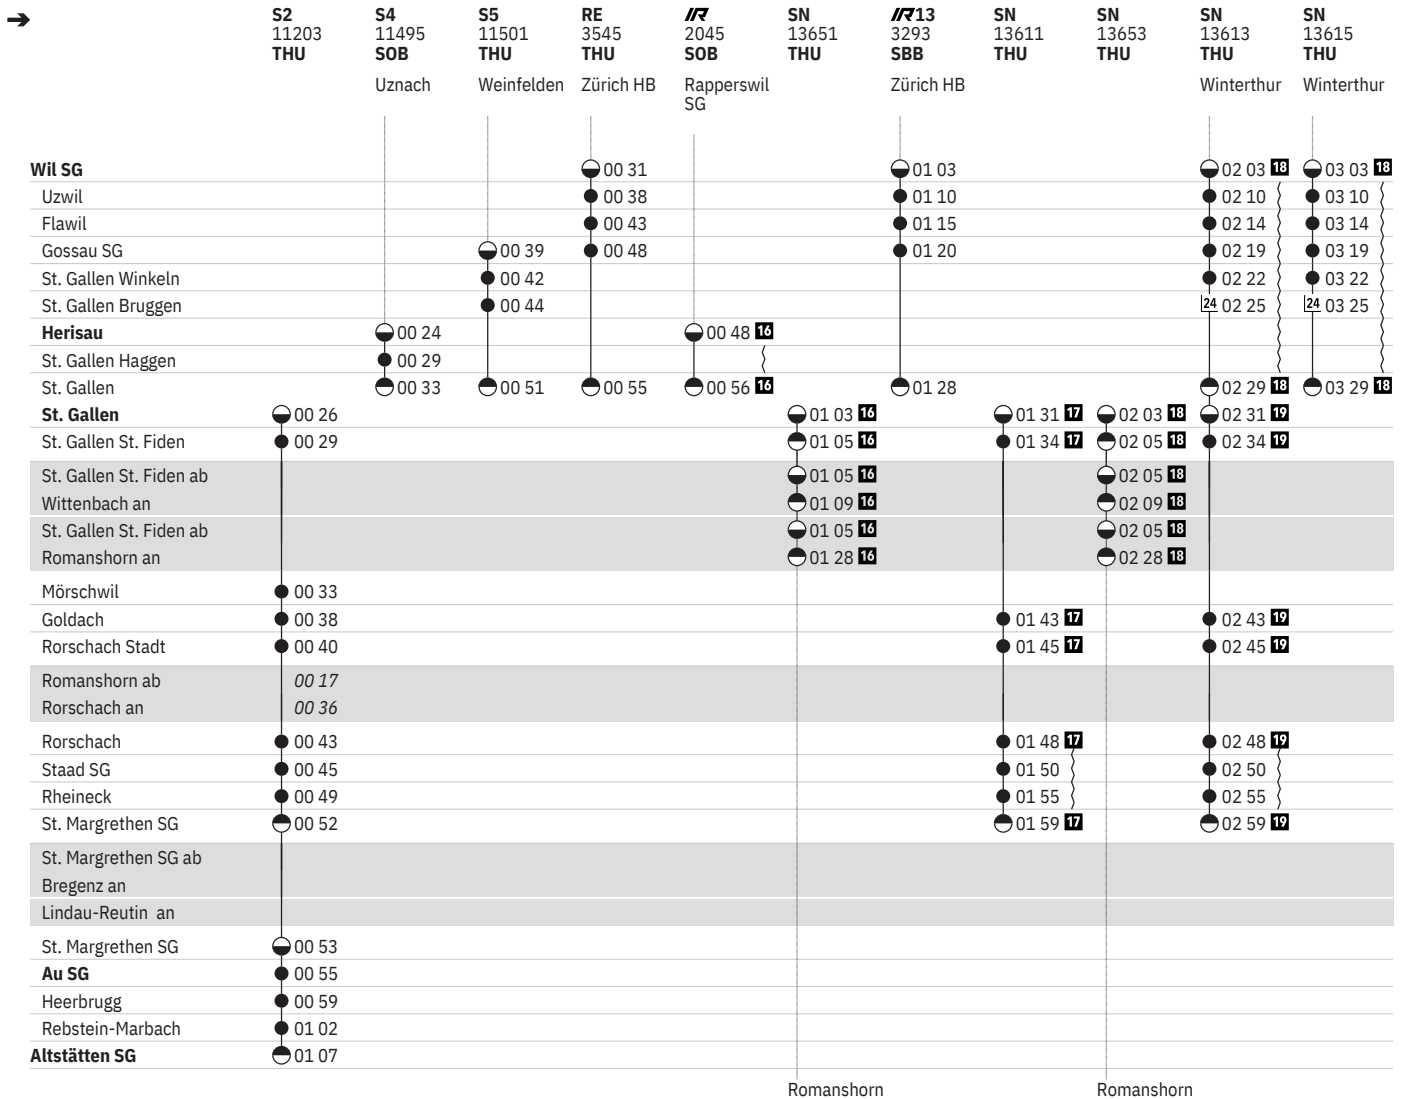 ➔ S2 S4 S5 RE IR SN IR13 SN SN SN SN
11203 11495 11501 3545 2045 13651 3293 13611 13653 13613 13615
THU SOB THU THU SOB THU SBB THU THU THU THU
Uznach Weinfelden Zürich HB Rapperswil Zürich HB Winterthur Winterthur
SG
Wil SG 00 31 01 03 02 03 18 03 03 18
Uzwil 00 38 01 10 02 10 03 10
Flawil 00 43 01 15 02 14 03 14
Gossau SG 00 39 00 48 01 20 02 19 03 19
St. Gallen Winkeln 00 42 02 22 03 22
St. Gallen Bruggen 00 44 24 02 25 24 03 25
Herisau 00 24 00 48 16
St. Gallen Haggen 00 29
St. Gallen 00 33 00 51 00 55 00 56 16 01 28 02 29 18 03 29 18
St. Gallen 00 26 01 03 16 01 31 17 02 03 18 02 31 19
St. Gallen St. Fiden 00 29 01 05 16 01 34 17 02 05 18 02 34 19
St. Gallen St. Fiden ab 01 05 16 02 05 18
Wittenbach an 01 09 16 02 09 18
St. Gallen St. Fiden ab 01 05 16 02 05 18
Romanshorn an 01 28 16 02 28 18
Mörschwil 00 33
Goldach 00 38 01 43 17 02 43 19
Rorschach Stadt 00 40 01 45 17 02 45 19
Romanshorn ab 00 17
Rorschach an 00 36
Rorschach 00 43 01 48 17 02 48 19
Staad SG 00 45 01 50 02 50
Rheineck 00 49 01 55 02 55
St. Margrethen SG 00 52 01 59 17 02 59 19
St. Margrethen SG ab
Bregenz an
Lindau-Reutin an
St. Margrethen SG 00 53
Au SG 00 55
Heerbrugg 00 59
Rebstein-Marbach 01 02
Altstätten SG 01 07
Romanshorn Romanshorn